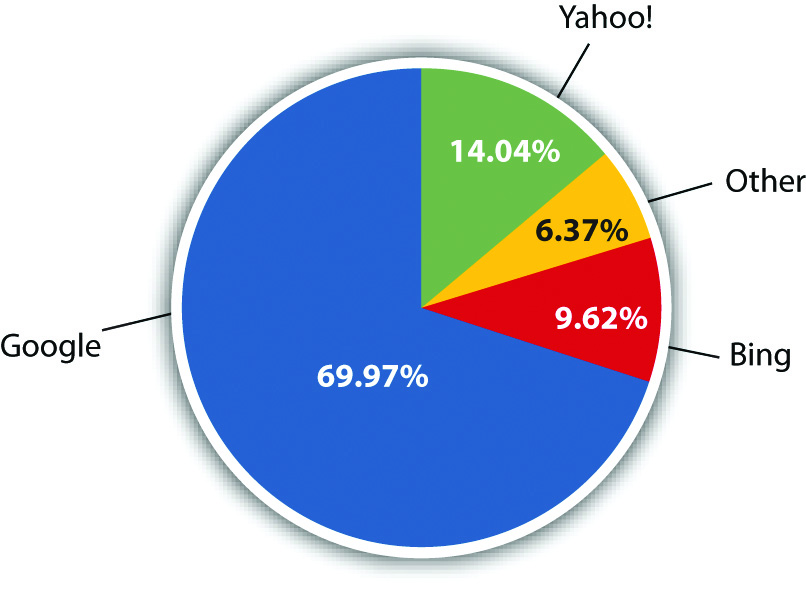 Yahoo!
14.04%
Other
6.37%
9.62%
Google
Bing
69.97%